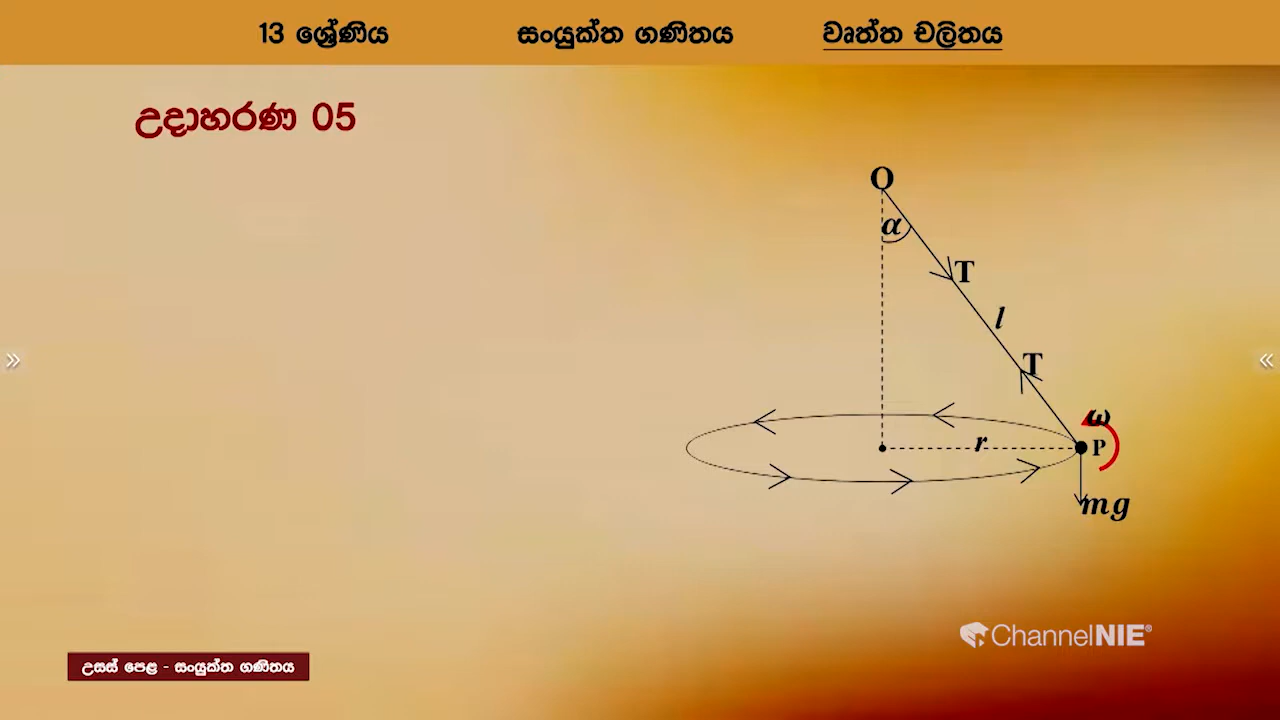 13 ශ්‍රේණිය සංයුක්ත ගණිතය වෘත්ත චලිතය
උදාහරණ 05
O
α
T
l
T
ω
r P
mg
ChannelNIE®
උසස් පෙළ - සංයුක්ත ගණිතය